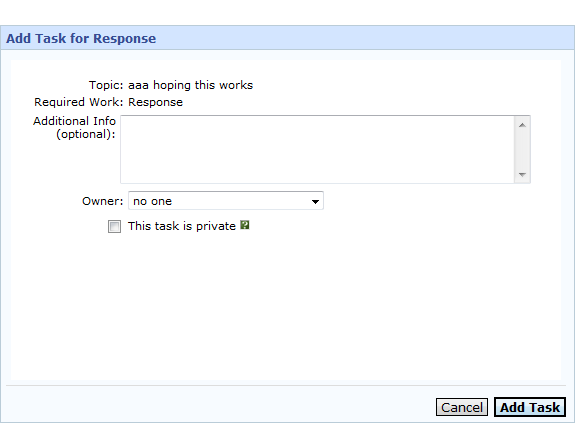 Add Task for Response
Topic: aaa hoping this works
Required Work: Response
Additional Info
(optional):
Owner: no one
This task is private ?
Cancel Add Task